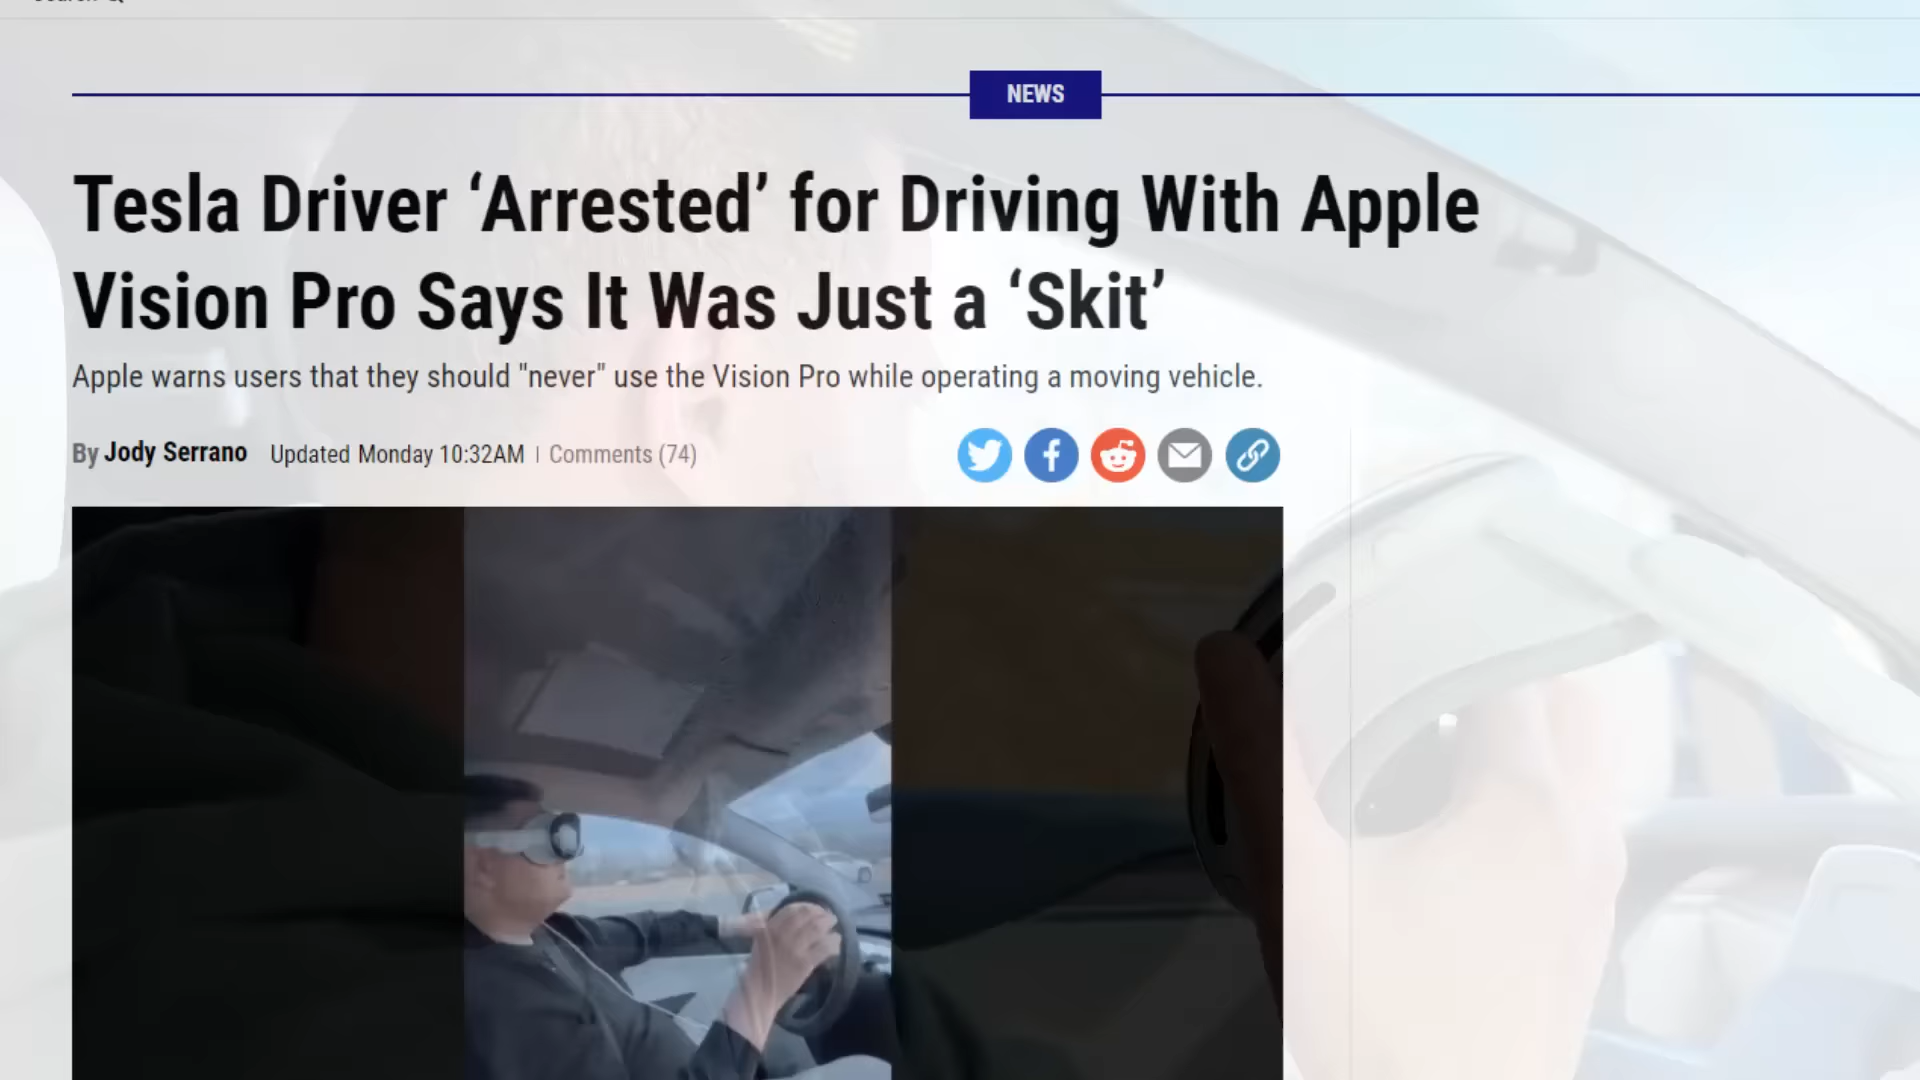 NEWS
Tesla Driver ‘Arrested’ for Driving With Apple
Vision Pro Says It Was Just a ‘Skit’
Apple warns users that they should "never" use the Vision Pro while operating a moving vehicle.
By Jody Serrano Updated Monday 10:32AM | Comments (74)